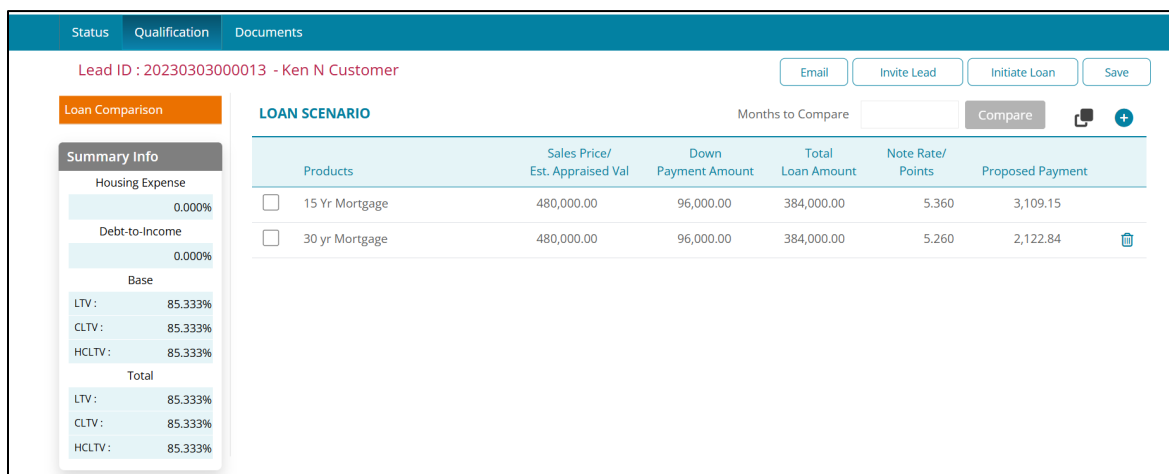 Status Qualification Documents
Lead ID : 20230303000013 - Ken N Customer
Email Invite Lead Initiate Loan Save
Loan Comparison
Summary Info
Housing Expense
0.000%
Debt-to-Income
0.000%
Base
LTV : 85.333%
CLTV : 85.333%
HCLTV : 85.333%
Total
LTV : 85.333%
CLTV : 85.333%
HCLTV : 85.333%
LOAN SCENARIO Months to Compare Compare
Products Sales Price/ Est. Appraised Val Down Payment Amount Total Loan Amount Note Rate/ Points Proposed Payment
15 Yr Mortgage 480,000.00 96,000.00 384,000.00 5.360 3,109.15
30 yr Mortgage 480,000.00 96,000.00 384,000.00 5.260 2,122.84